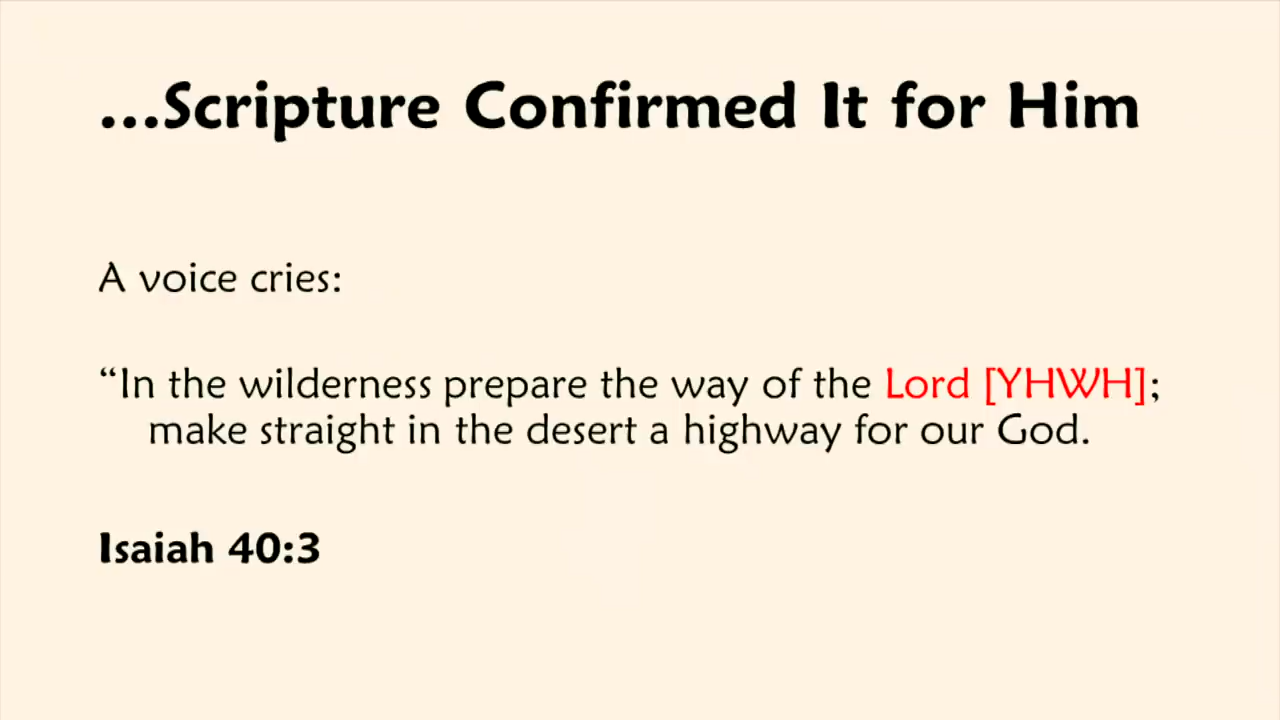 ...Scripture Confirmed It for Him
A voice cries:
“In the wilderness prepare the way of the Lord [YHWH];
make straight in the desert a highway for our God.
Isaiah 40:3